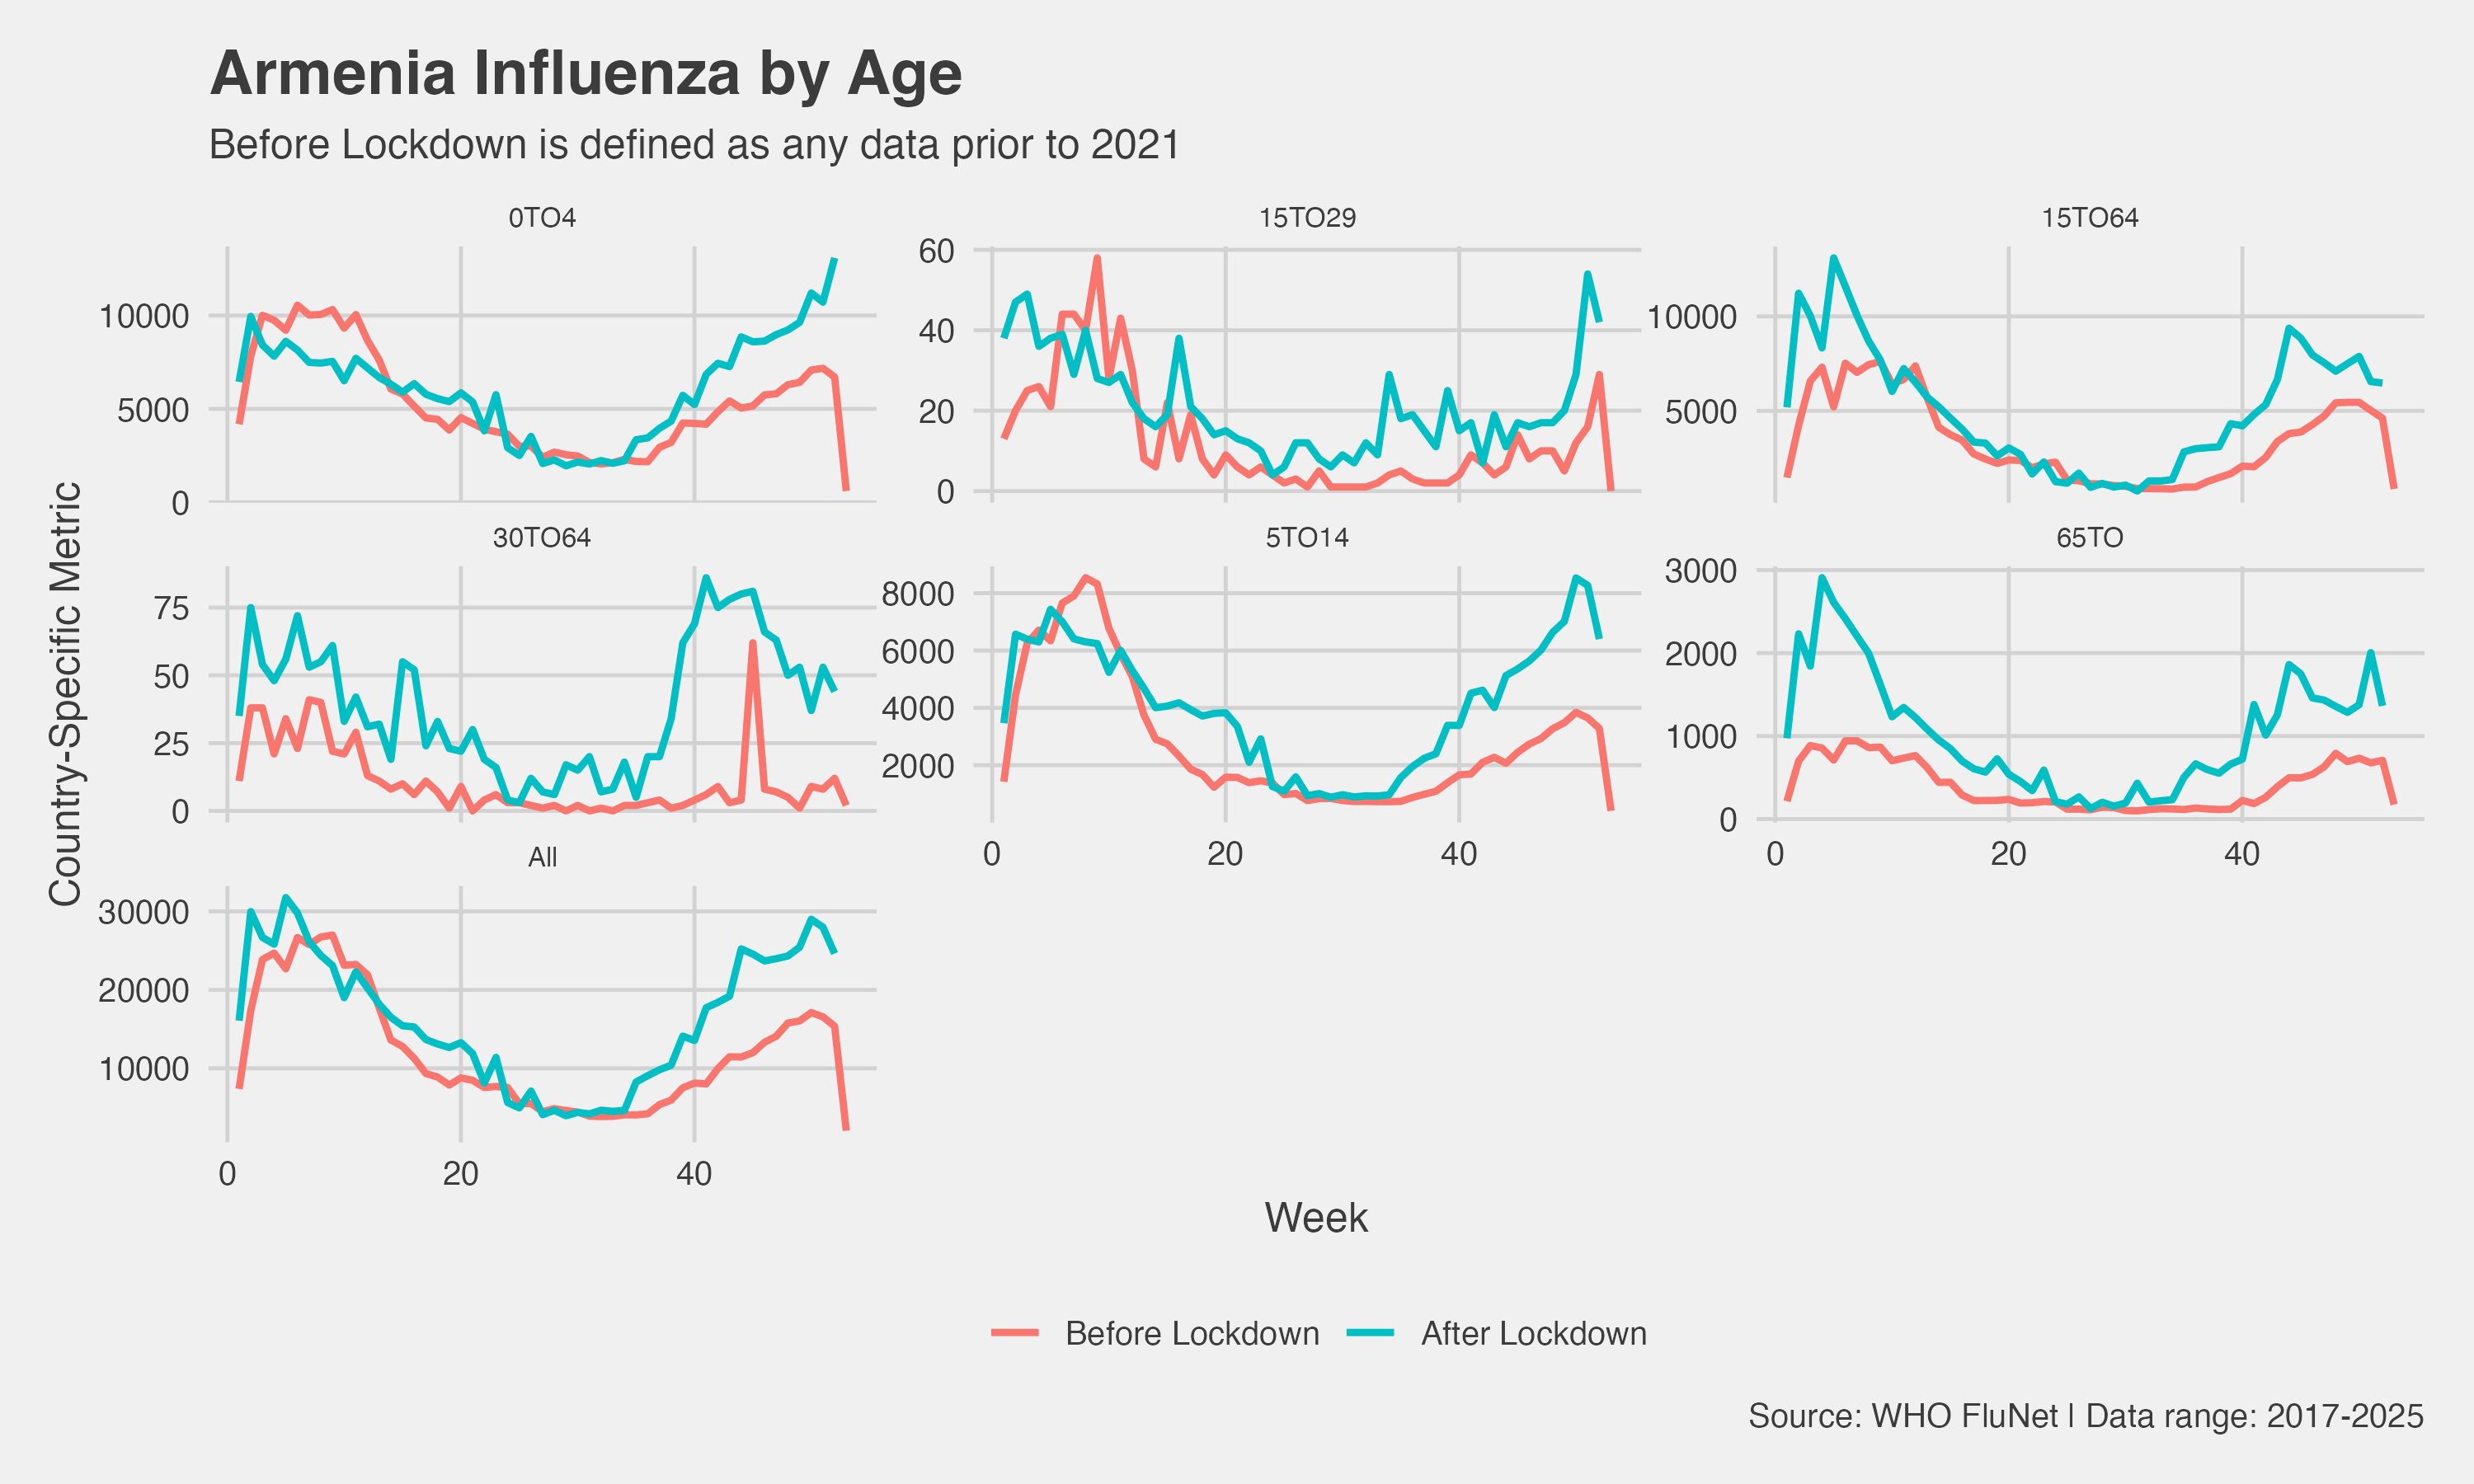 Armenia Influenza by Age
Before Lockdown is defined as any data prior to 2021
0TO4
15TO29
15TO64
10000
5000
0
60
40
20
0
10000
5000
30TO64
5TO14
65TO
75
50
25
0
8000
6000
4000
2000
3000
2000
1000
0
0 20 40
0 20 40
All
30000
20000
10000
0 20 40
Country-Specific Metric
Week
Before Lockdown After Lockdown
Source: WHO FluNet | Data range: 2017-2025